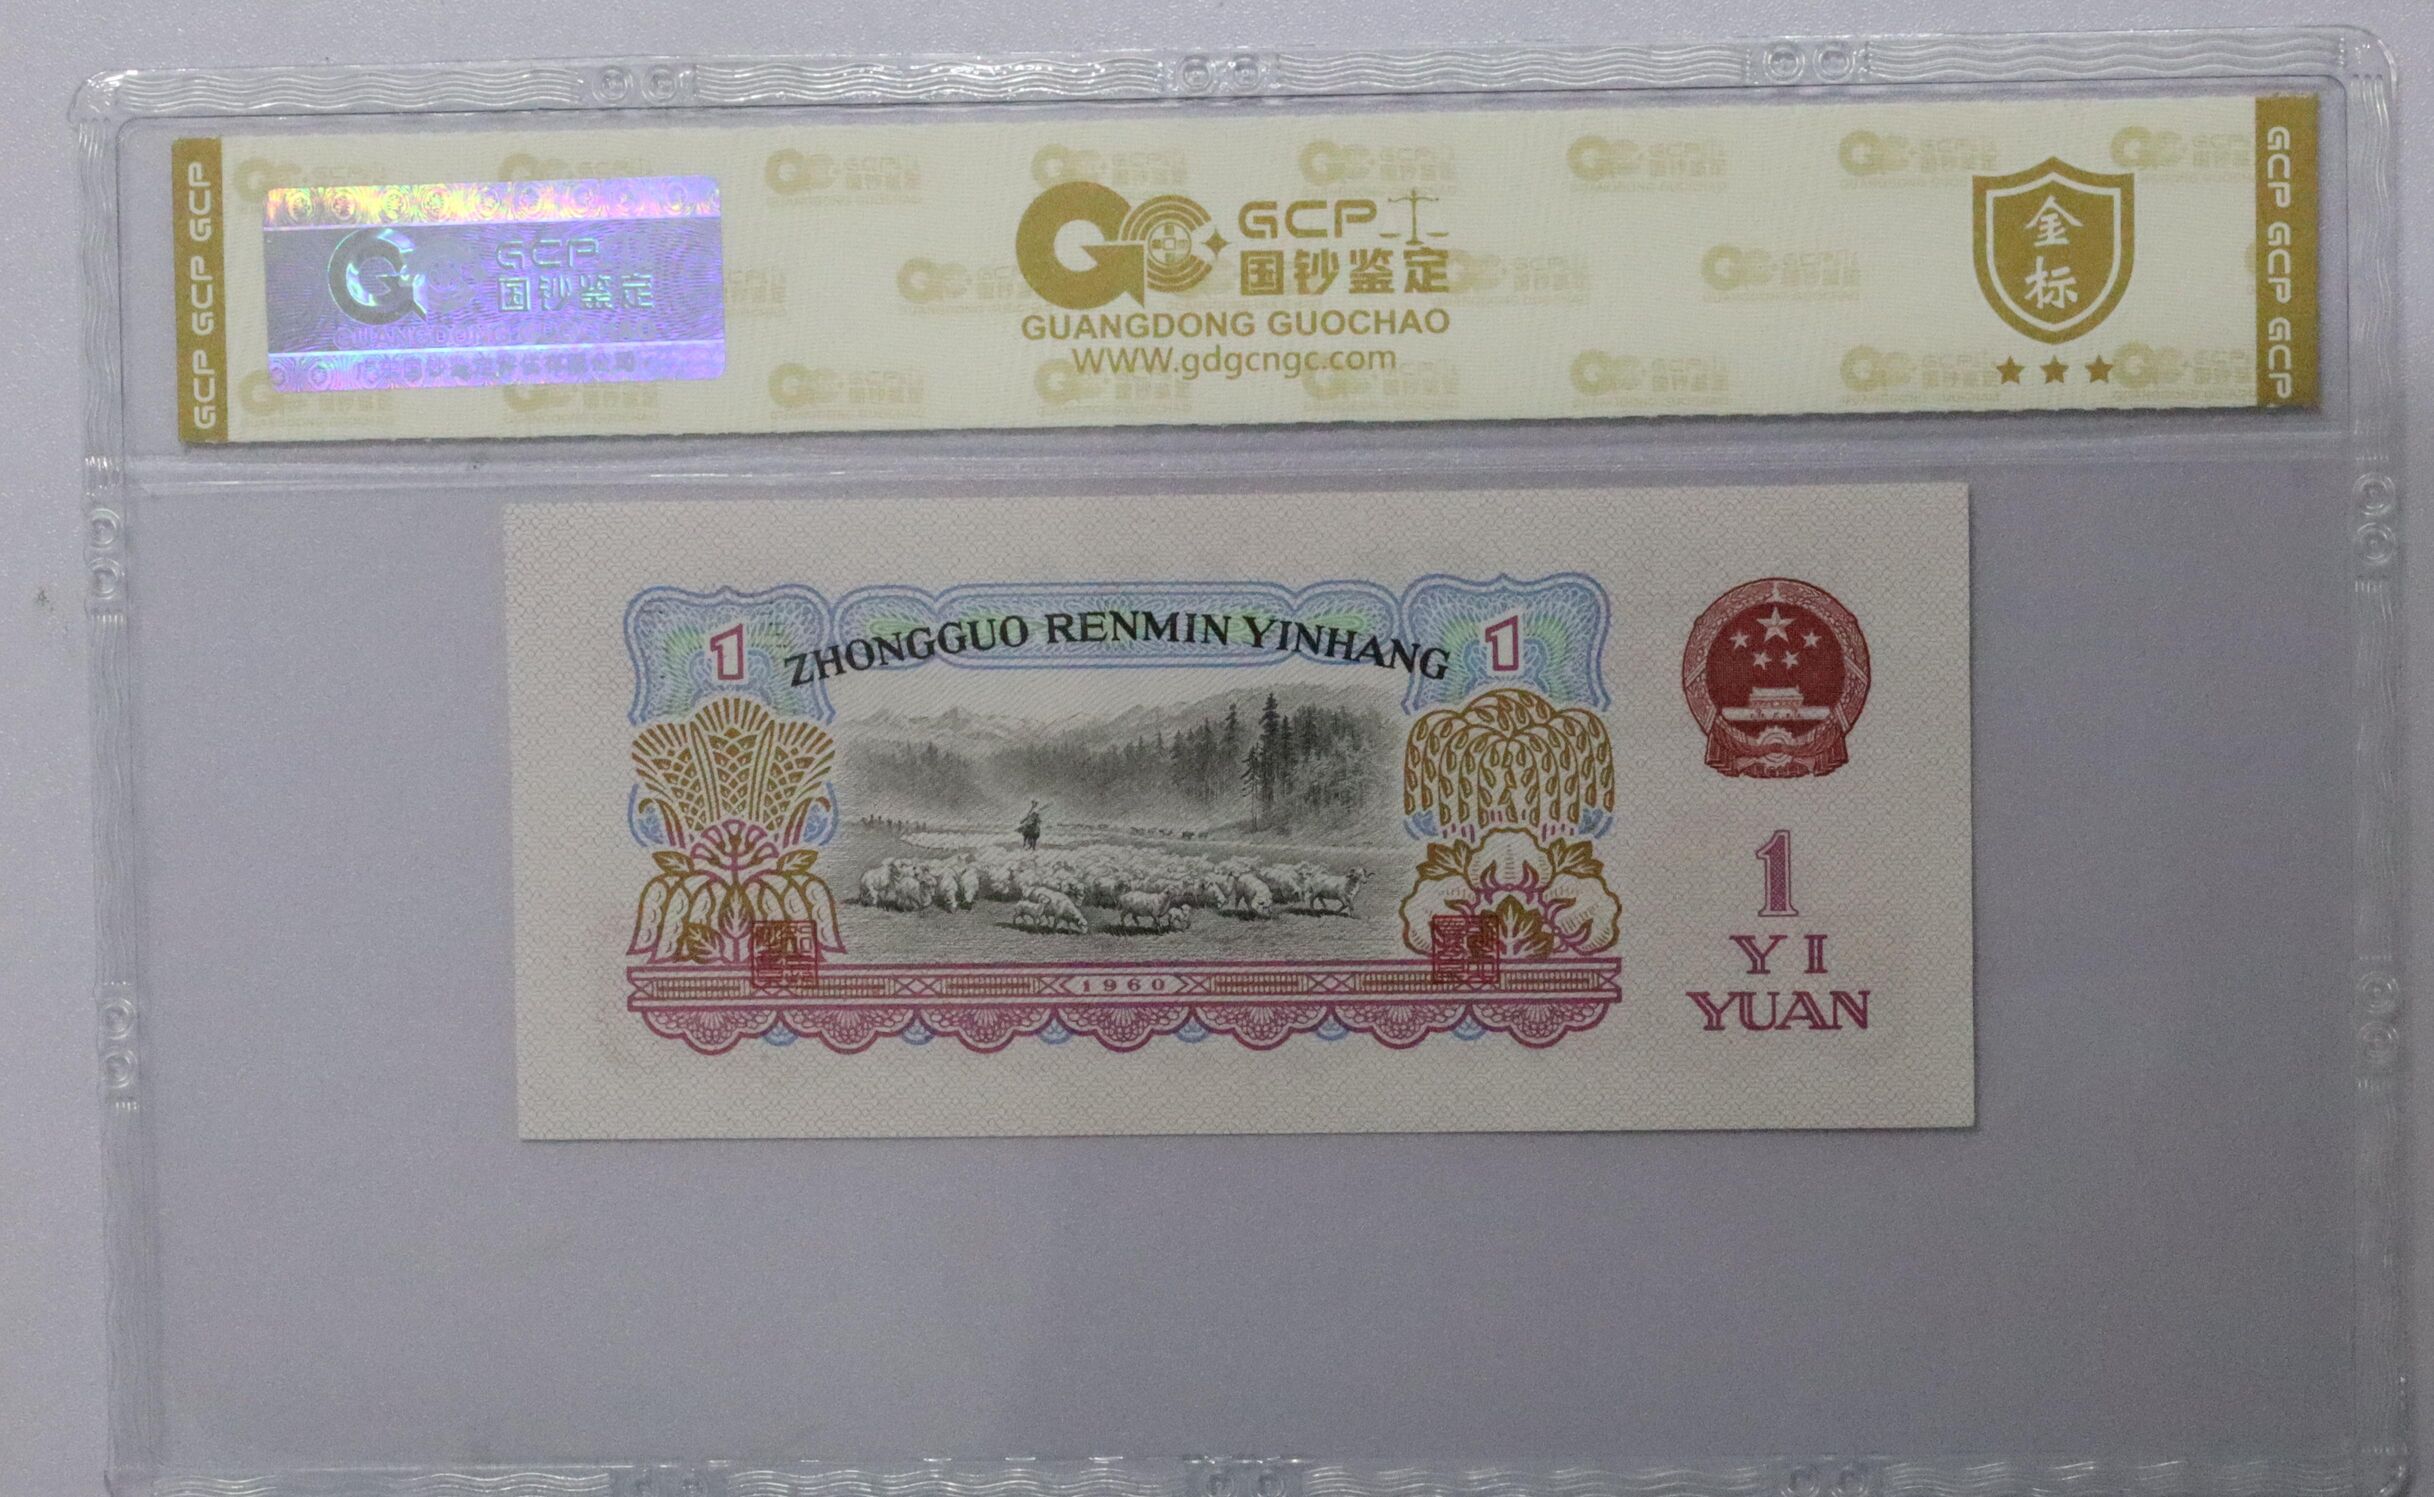 GCP GCP GCP
GCP
国钞鉴定
GCP
国钞鉴定
GUANGDONG GUOCHAO
WWW.gdgcngc.com
金标
GCP GCP GCP
1
ZHONGGUO RENMIN YINHANG
1
1960
1
YI
YUAN